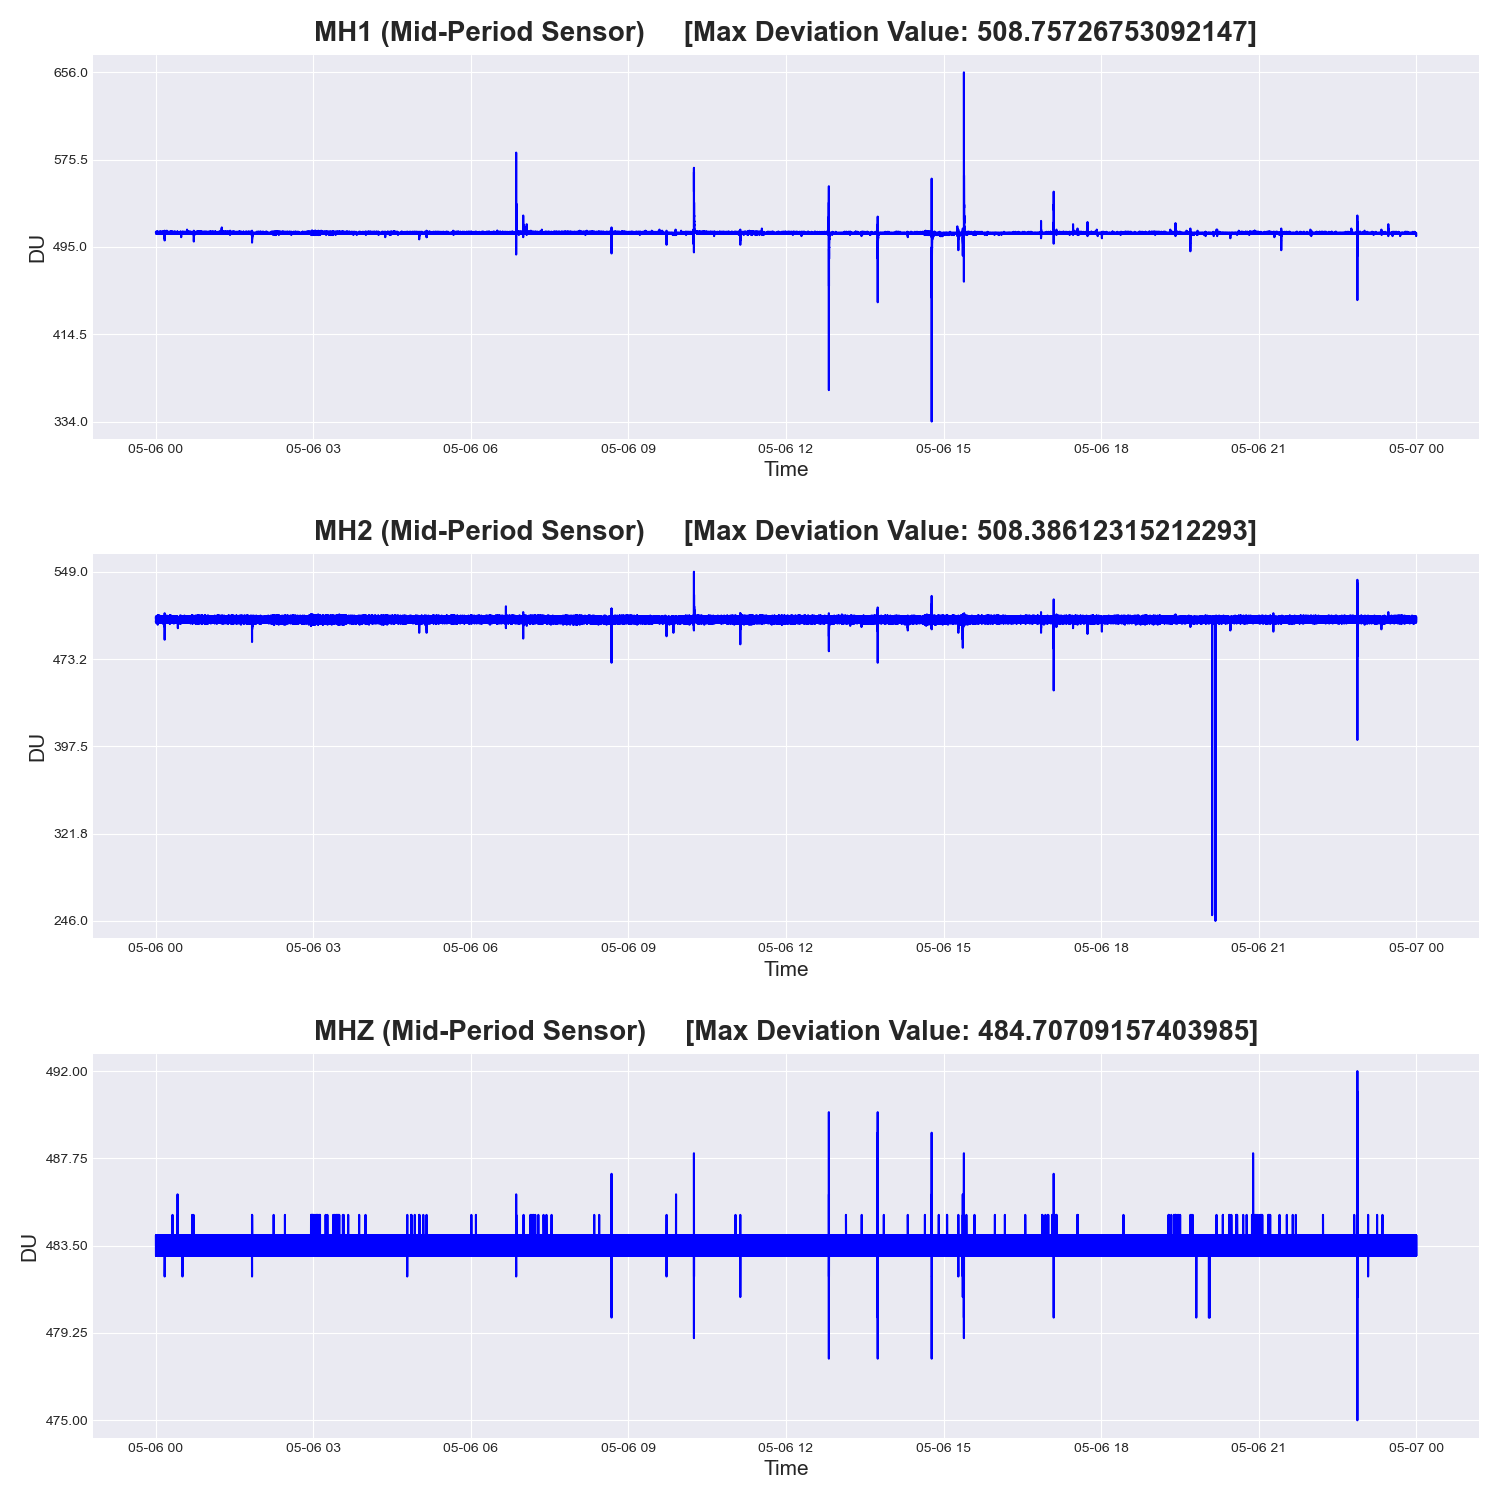 MH1 (Mid-Period Sensor) [Max Deviation Value: 508.75726753092147]
656.0
575.5
495.0
414.5
334.0
DU
05-06 00 05-06 03 05-06 06 05-06 09 05-06 12 05-06 15 05-06 18 05-06 21 05-07 00
Time
MH2 (Mid-Period Sensor) [Max Deviation Value: 508.38612315212293]
549.0
473.2
397.5
321.8
246.0
DU
05-06 00 05-06 03 05-06 06 05-06 09 05-06 12 05-06 15 05-06 18 05-06 21 05-07 00
Time
MHZ (Mid-Period Sensor) [Max Deviation Value: 484.70709157403985]
492.00
487.75
483.50
479.25
475.00
DU
05-06 00 05-06 03 05-06 06 05-06 09 05-06 12 05-06 15 05-06 18 05-06 21 05-07 00
Time